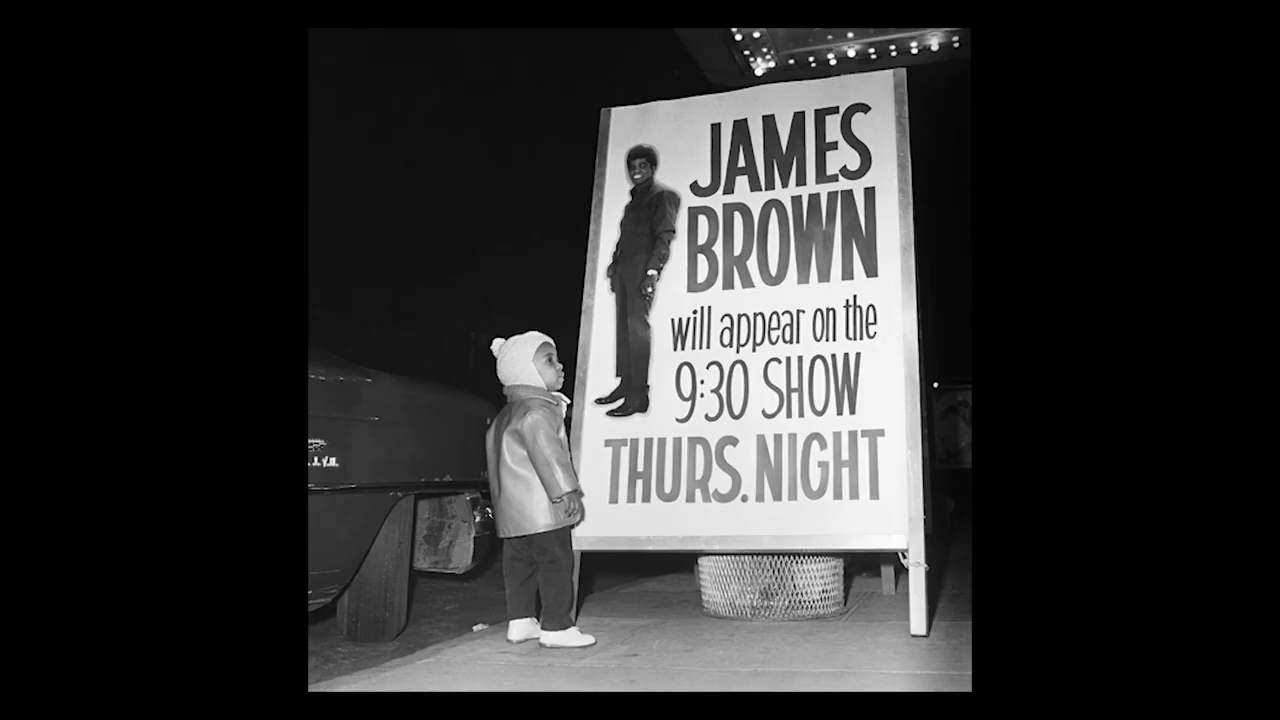 JAMES
BROWN
will appear on the
9:30 SHOW
THURS. NIGHT